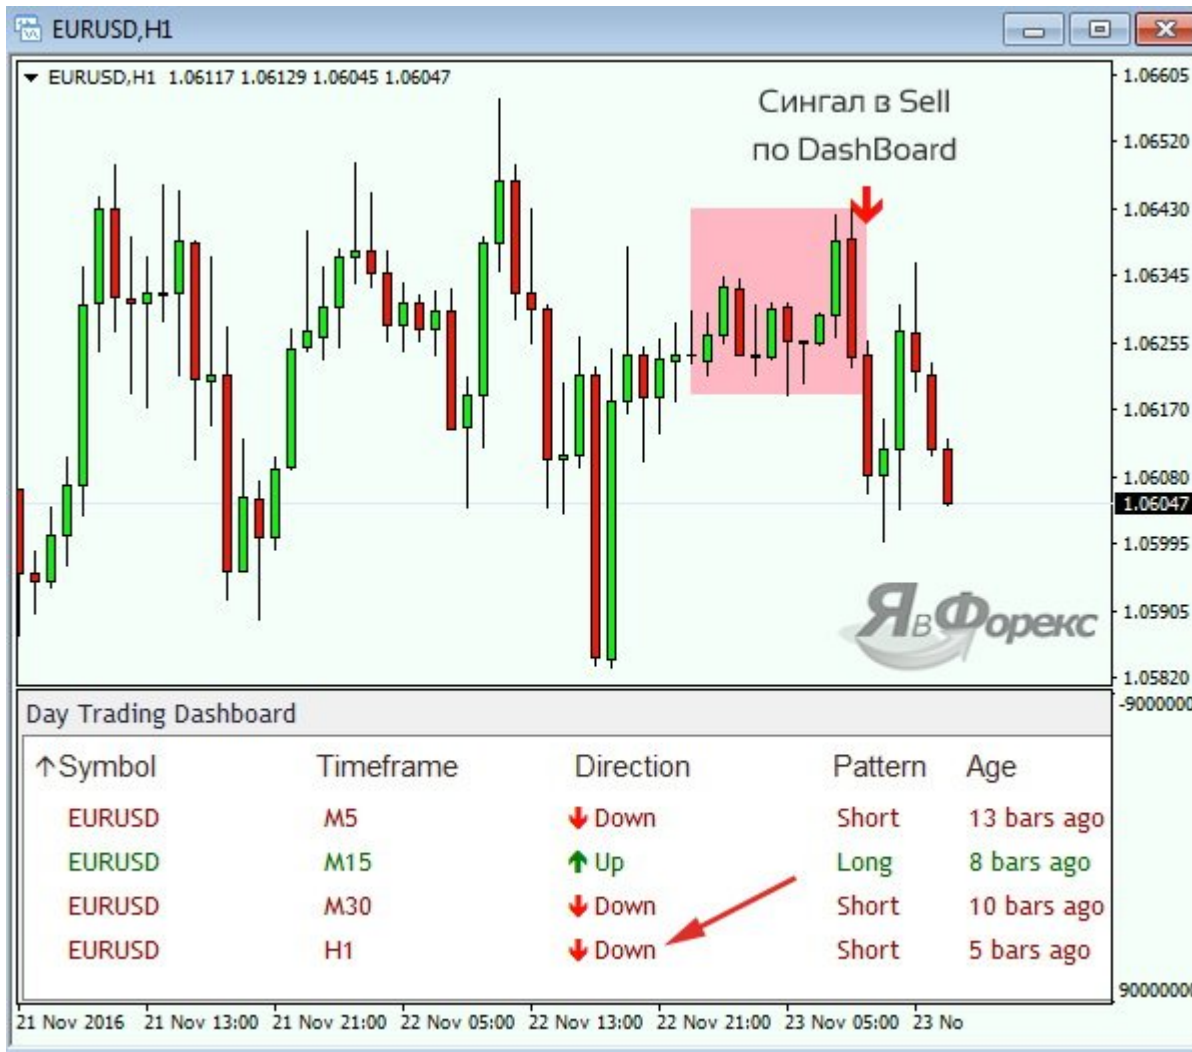 EURUSD,H1
EURUSD,H1 1.06117 1.06129 1.06045 1.06047
Сингал в Sell
по DashBoard
1.06605
1.06520
1.06430
1.06345
1.06255
1.06170
1.06080
1.06047
1.05995
1.05905
1.05820
ЯвФорекс
-9000000
Day Trading Dashboard
↑Symbol Timeframe Direction Pattern Age
EURUSD M5 Down Short 13 bars ago
EURUSD M15 Up Long 8 bars ago
EURUSD M30 Down Short 10 bars ago
EURUSD H1 Down Short 5 bars ago
90000000
21 Nov 2016 21 Nov 13:00 21 Nov 21:00 22 Nov 05:00 22 Nov 13:00 22 Nov 21:00 23 Nov 05:00 23 No